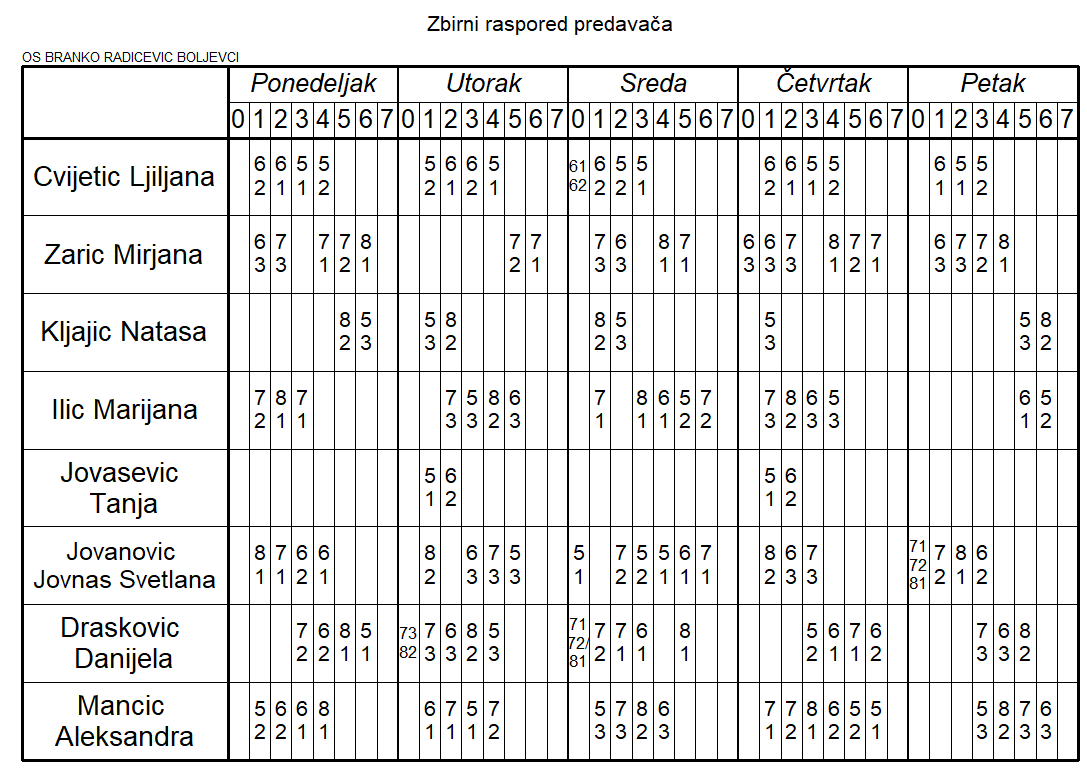 Zbirni raspored predavača
OS BRANKO RADICEVIC BOLJEVCI
Ponedeljak Utorak Sreda Četvrtak Petak
0 1 2 3 4 5 6 7 0 1 2 3 4 5 6 7 0 1 2 3 4 5 6 7 0 1 2 3 4 5 6 7 0 1 2 3 4 5 6 7
Cvijetic Ljiljana 62 61 51 52 52 61 62 51 61 62 62 52 51 62 61 51 52 61 51 52
Zaric Mirjana 63 73 71 72 81 72 71 73 63 81 71 63 63 73 81 72 71 63 73 72 81
Kljajic Natasa 82 53 53 82 82 53 53 53 82
Ilic Marijana 72 81 71 73 53 82 63 71 81 61 52 72 73 82 63 53 61 52
Jovasevic
Tanja 51 62 51 62
Jovanovic
Jovnas Svetlana 81 71 62 61 82 63 73 53 51 72 52 51 61 71 82 63 73 71 72 81 72 81 62
Draskovic
Danijela 72 62 81 51 73 82 73 63 82 53 71 72/ 81 72 71 61 81 52 61 71 62 73 63 82
Mancic
Aleksandra 52 62 61 81 61 71 51 72 53 73 82 63 71 72 81 62 52 51 53 82 73 63